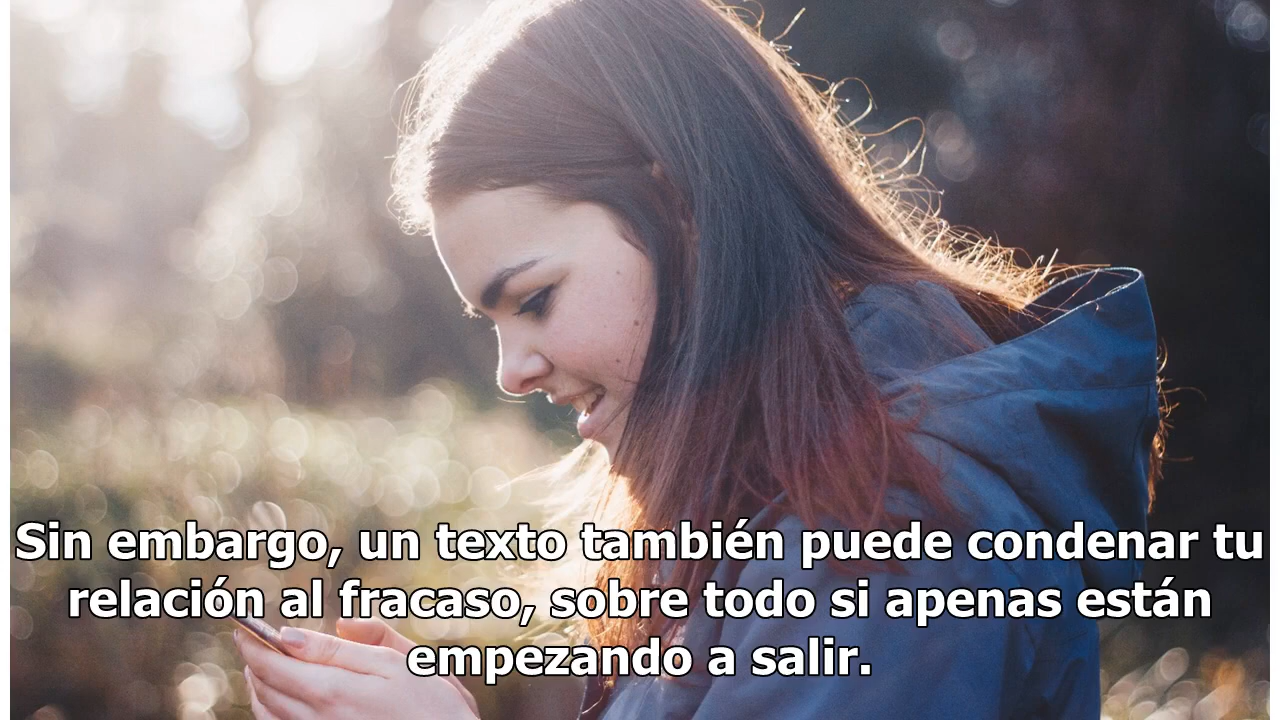 Sin embargo, un texto también puede condenar tu
relación al fracaso, sobre todo si apenas están
empezando a salir.